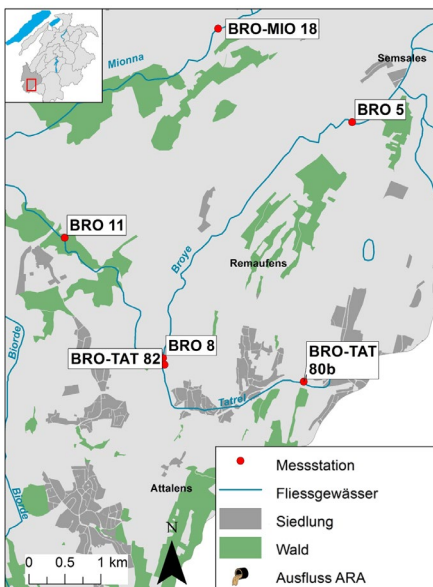 BRO-MIO 18
Mionna
Semsales
BRO 5
BRO 11
Broye
Remaufens
Biorde
BRO 8
BRO-TAT 82
BRO-TAT
80b
Tatrel
Biorde
Attalens
N
0 0.5 1 km
Messstation
Fliessgewässer
Siedlung
Wald
Ausfluss ARA